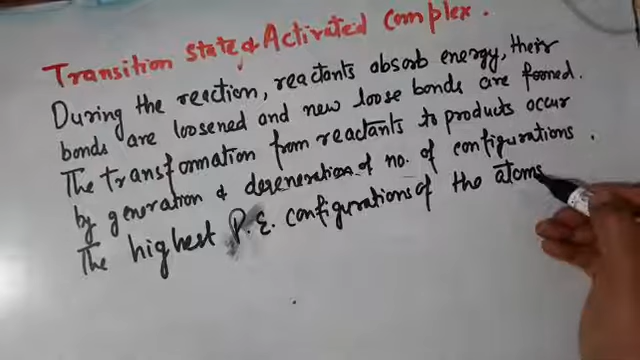 Transition state & Activated Complex.
During the reaction, reactants absorb energy, their
bonds are loosened and new loose bonds are foomed.
The transformation from reactants to products occur
by generation & dereneration of no. of configurations.
The highest P.E. configurations of the atoms